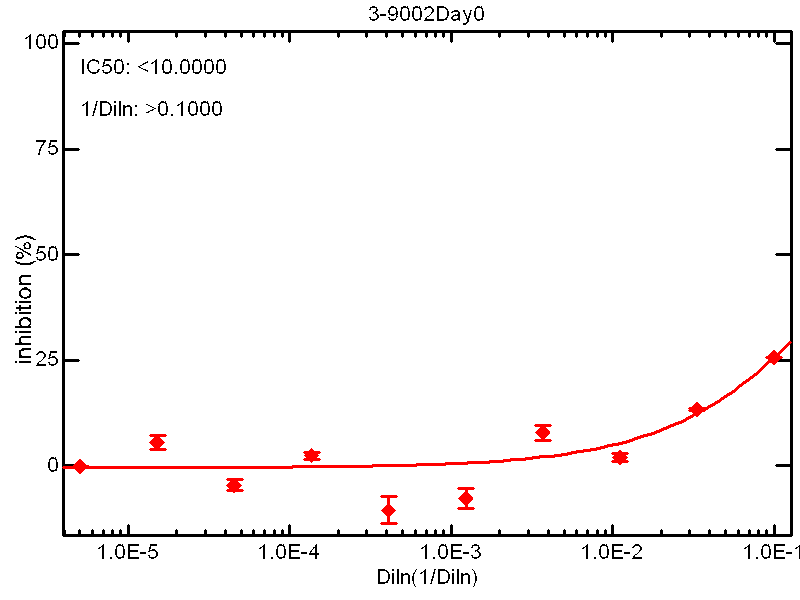 3-9002Day0
100
IC50: <10.0000
1/Diln: >0.1000
75
50
inhibition (%)
25
0
1.0E-5 1.0E-4 1.0E-3 1.0E-2 1.0E-1
Diln(1/Diln)